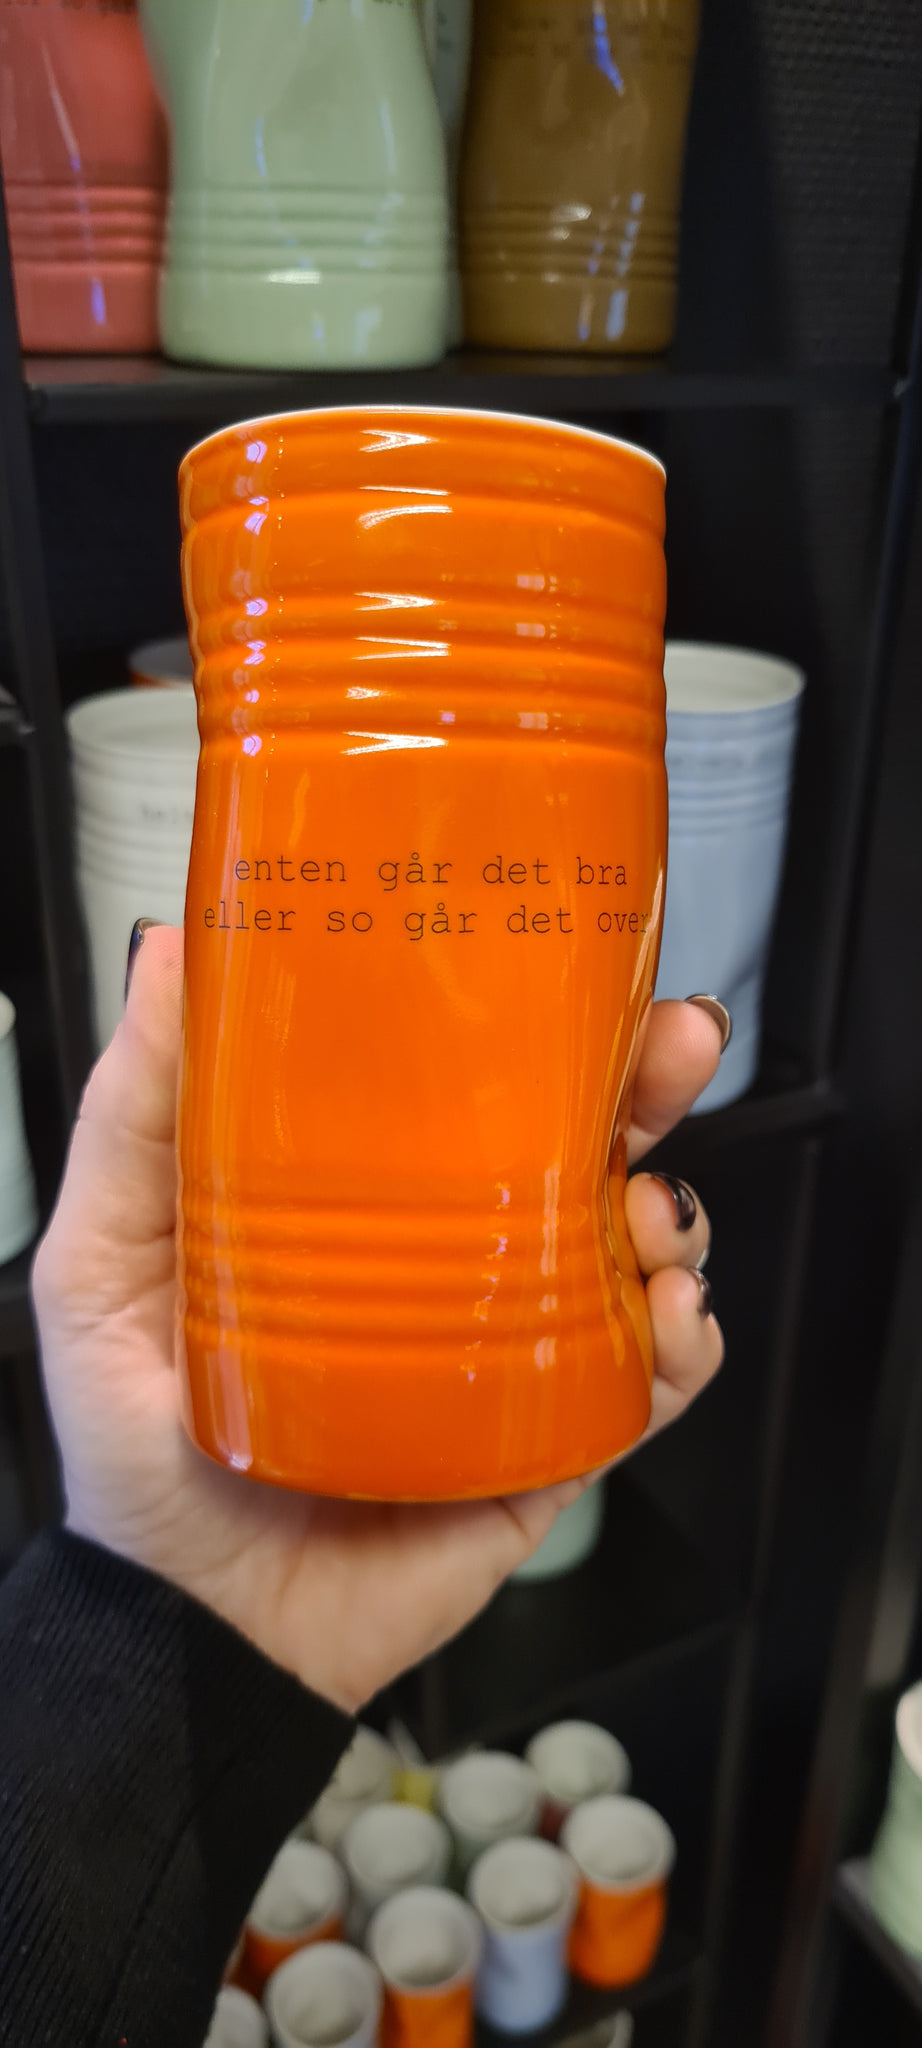 enten går det bra
eller so går det over